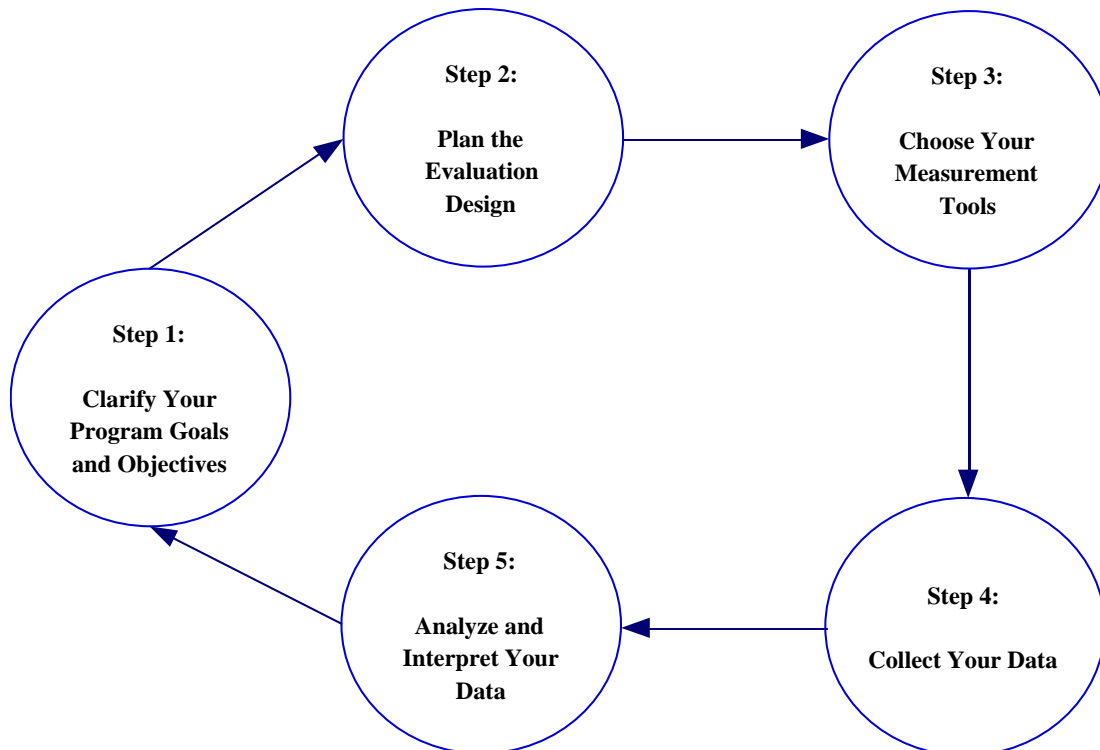 Step 1:
Clarify Your
Program Goals
and Objectives
Step 2:
Plan the
Evaluation
Design
Step 3:
Choose Your
Measurement
Tools
Step 4:
Collect Your Data
Step 5:
Analyze and
Interpret Your
Data